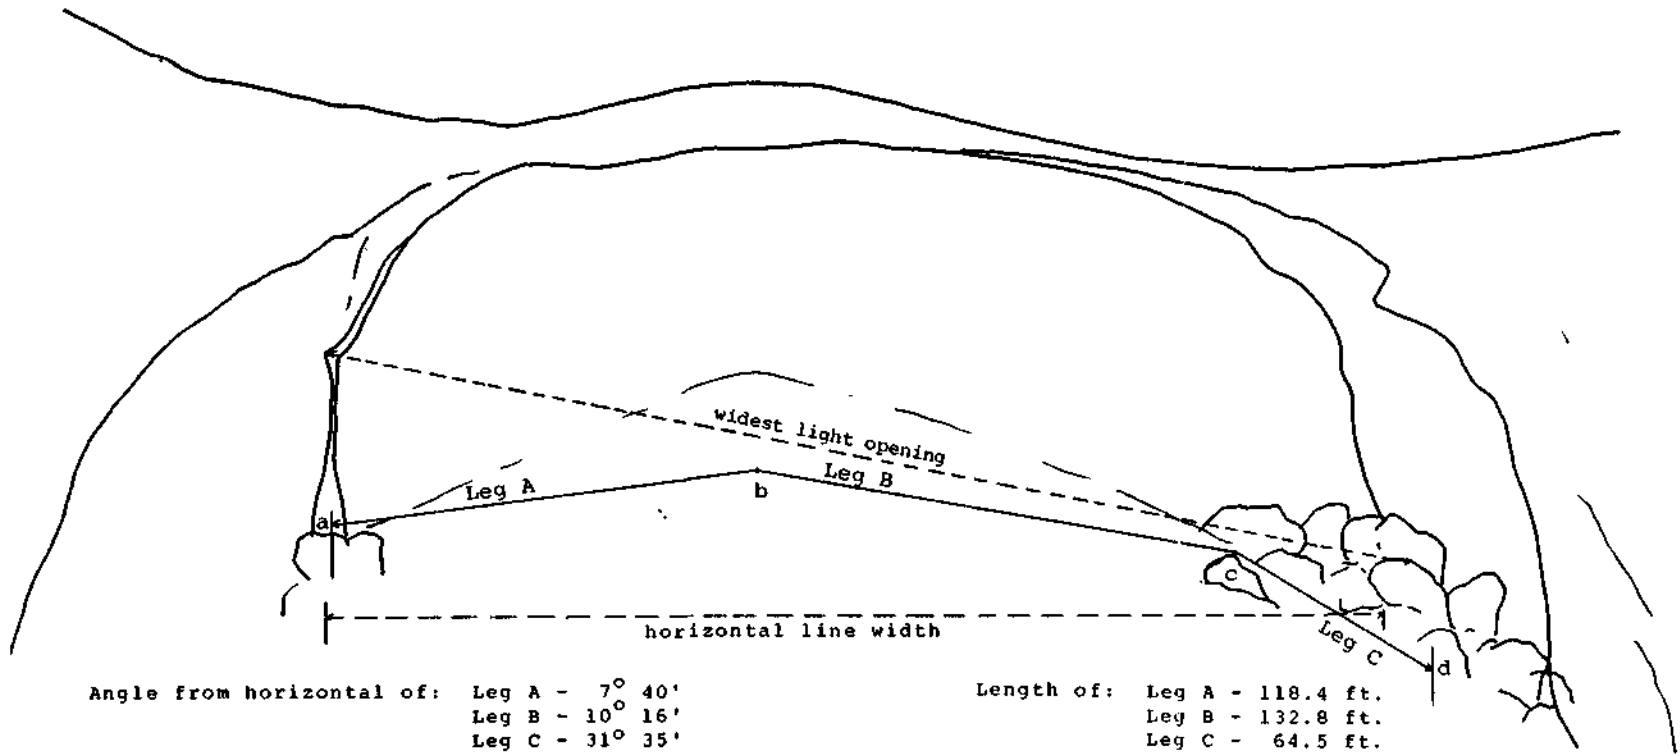 widest light opening
Leg A
Leg B
a
b
c
horizontal line width
Leg C
d
Angle from horizontal of: Leg A - 7° 40'
Leg B - 10° 16'
Leg C - 31° 35'
Length of: Leg A - 118.4 ft.
Leg B - 132.8 ft.
Leg C - 64.5 ft.